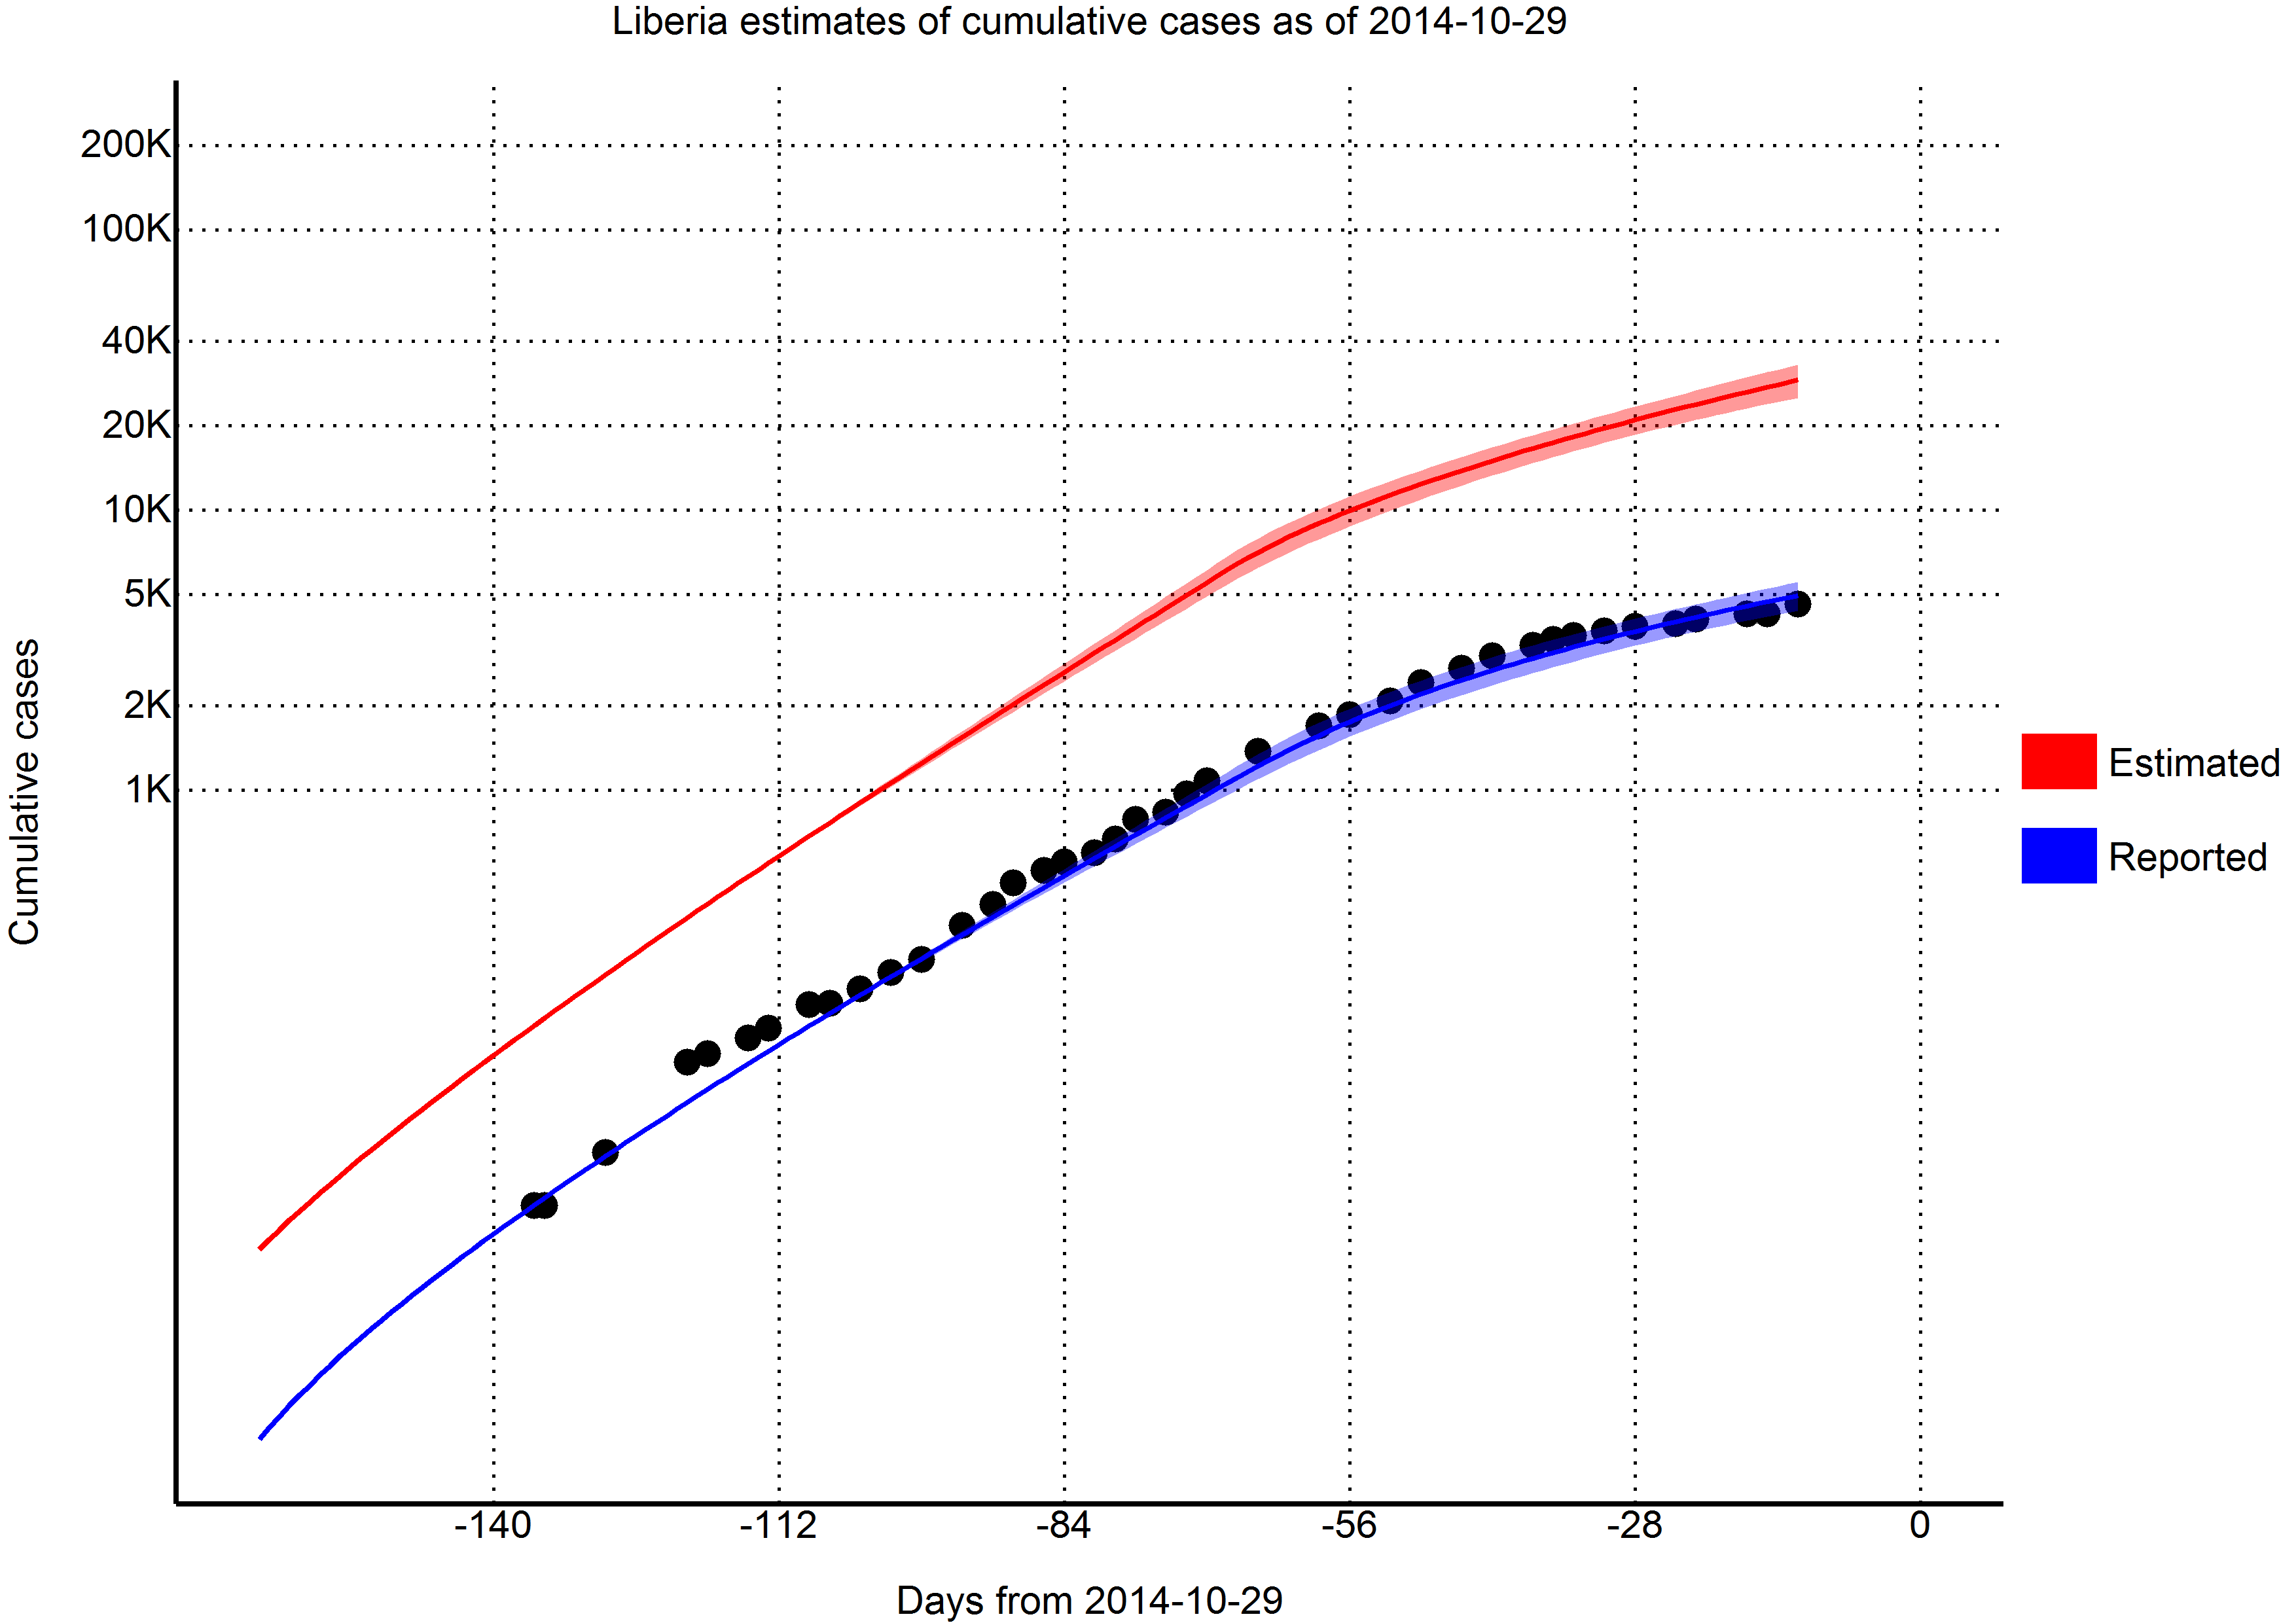 Liberia estimates of cumulative cases as of 2014-10-29
200K
100K
40K
20K
10K
5K
2K
1K
Cumulative cases
Estimated
Reported
-140 -112 -84 -56 -28 0
Days from 2014-10-29